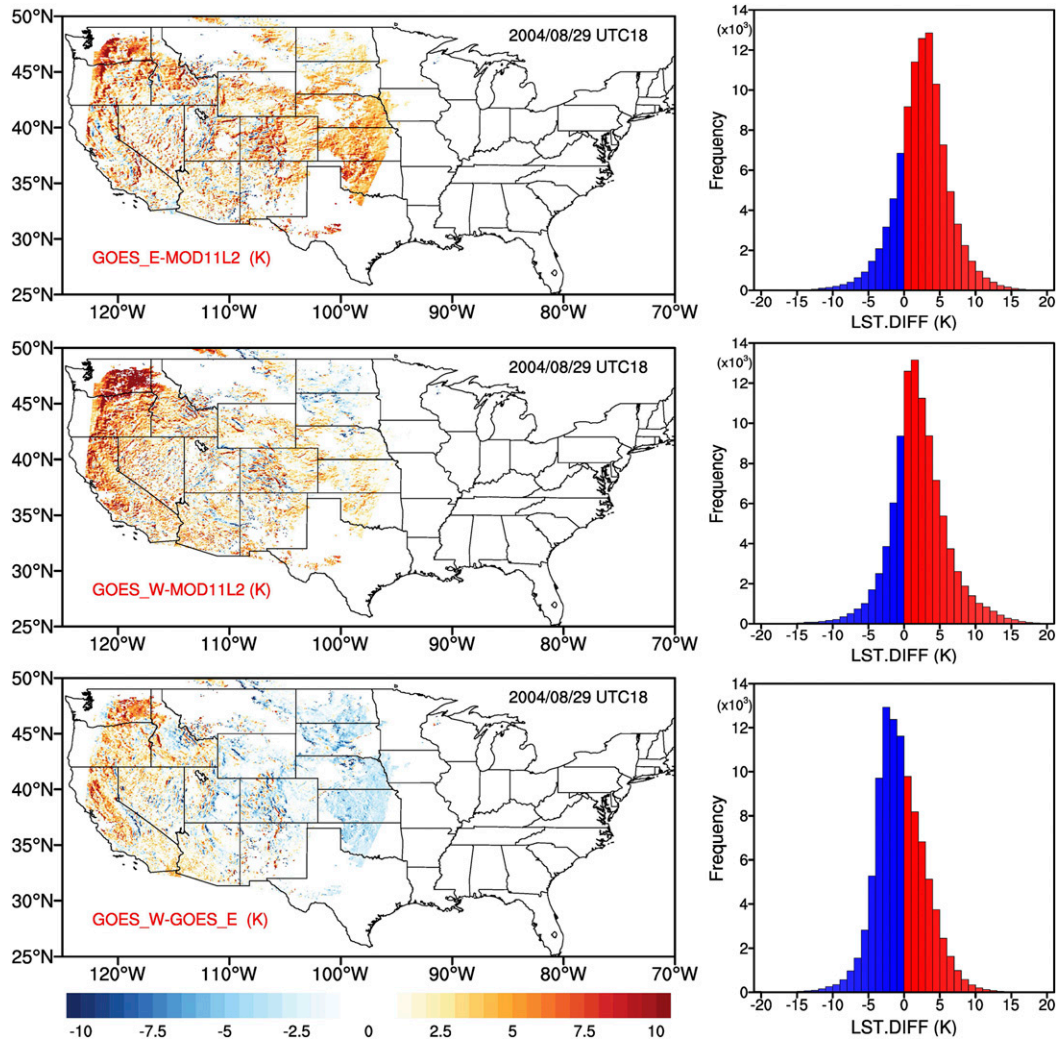 50°N
45°N
40°N
35°N
30°N
25°N
2004/08/29 UTC18
GOES_E-MOD11L2 (K)
120°W 110°W 100°W 90°W 80°W 70°W
14
(x10³)
12
10
8
6
4
2
0
Frequency
-20 -15 -10 -5 0 5 10 15 20
LST.DIFF (K)
50°N
45°N
40°N
35°N
30°N
25°N
2004/08/29 UTC18
GOES_W-MOD11L2 (K)
120°W 110°W 100°W 90°W 80°W 70°W
14
(x10³)
12
10
8
6
4
2
0
Frequency
-20 -15 -10 -5 0 5 10 15 20
LST.DIFF (K)
50°N
45°N
40°N
35°N
30°N
25°N
2004/08/29 UTC18
GOES_W-GOES_E (K)
120°W 110°W 100°W 90°W 80°W 70°W
-10 -7.5 -5 -2.5 0 2.5 5 7.5 10
14
(x10³)
12
10
8
6
4
2
0
Frequency
-20 -15 -10 -5 0 5 10 15 20
LST.DIFF (K)